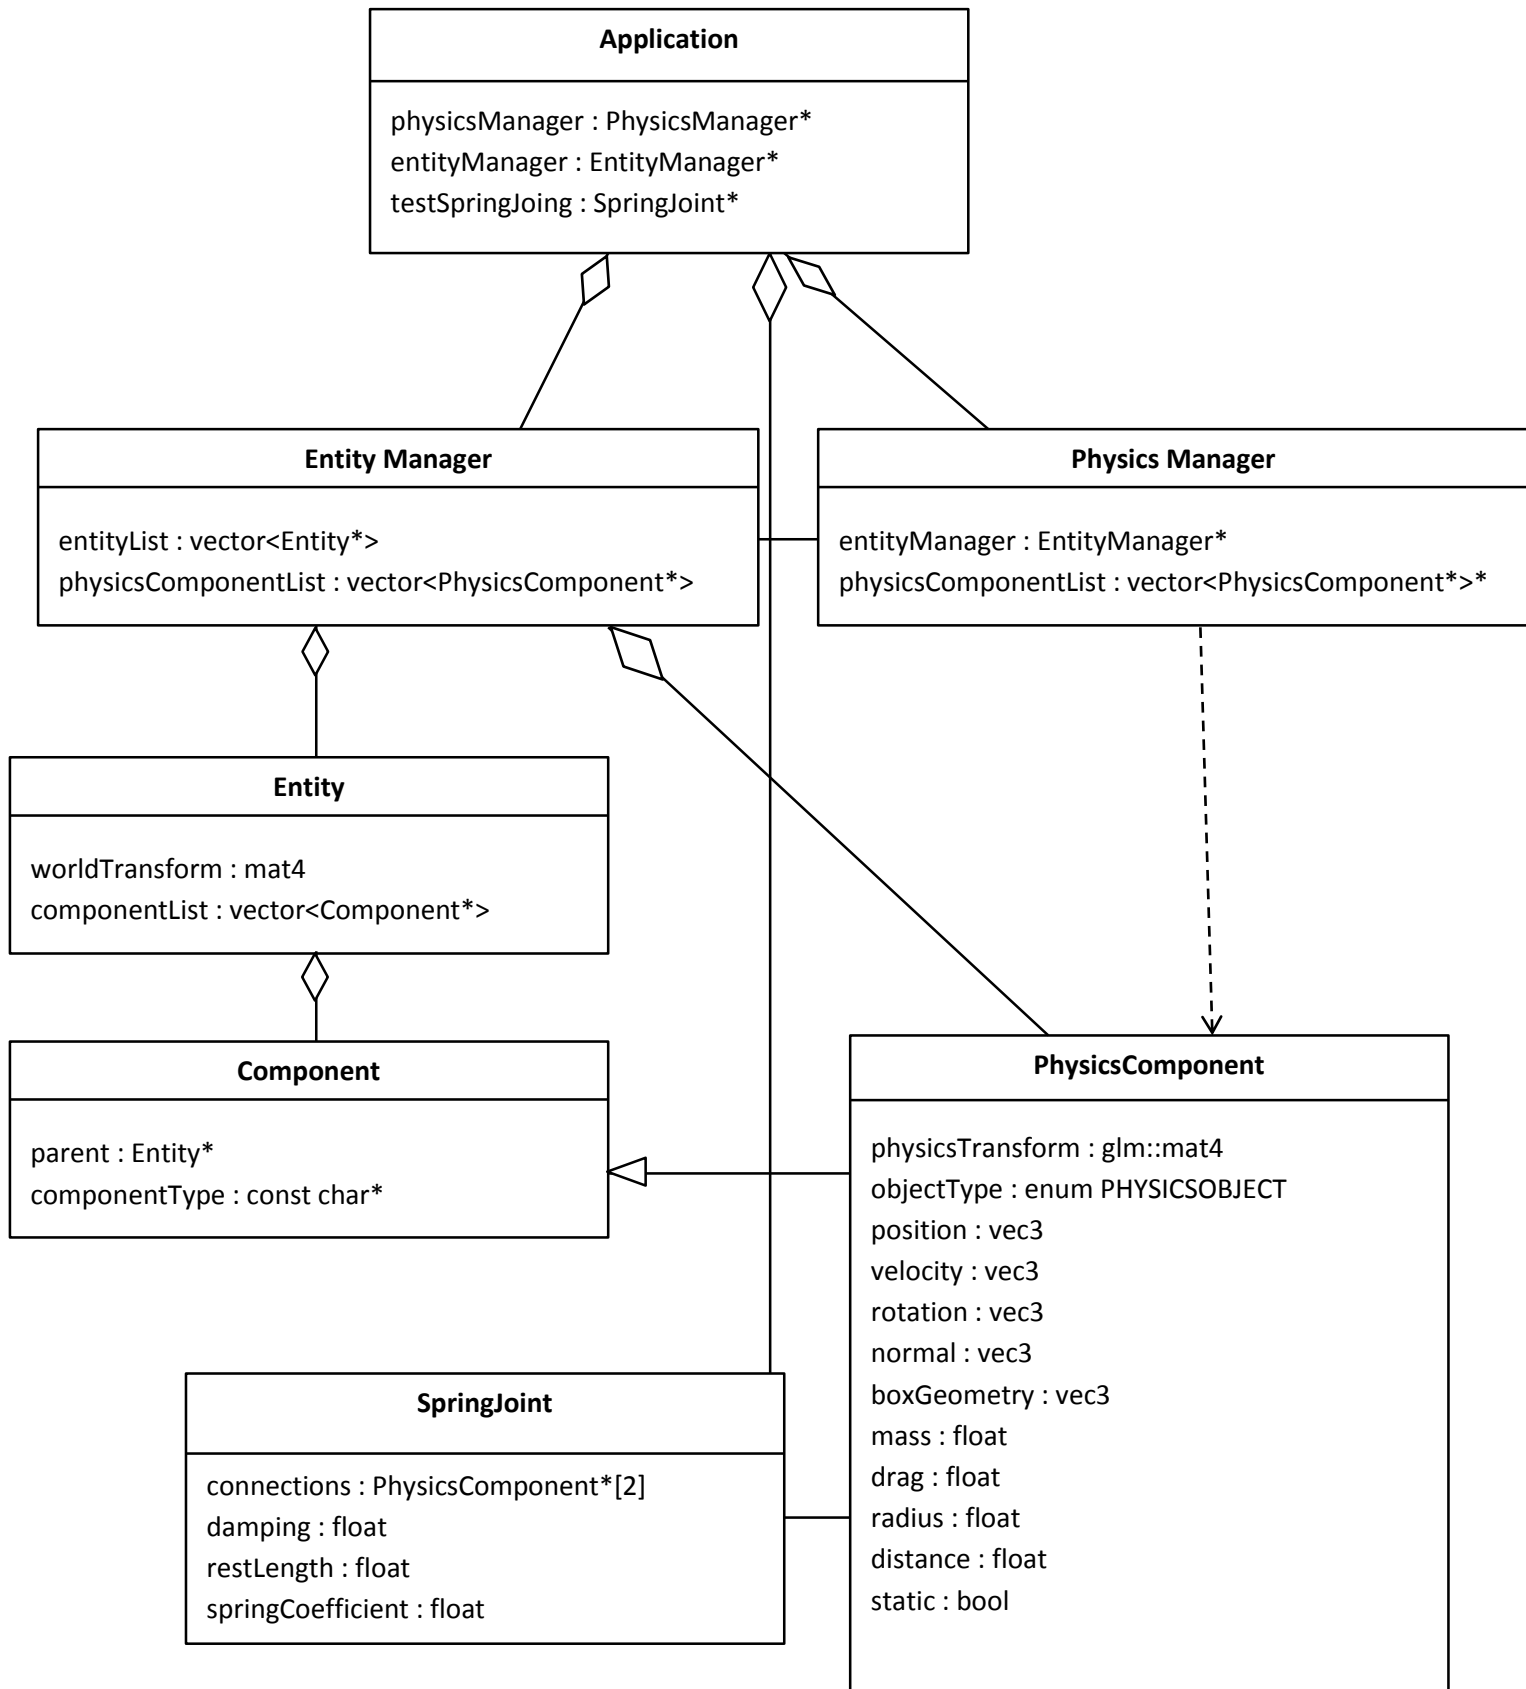 Application
physicsManager : PhysicsManager*
entityManager : EntityManager*
testSpringJoing : SpringJoint*
Entity Manager
entityList : vector<Entity*>
physicsComponentList : vector<PhysicsComponent*>
Physics Manager
entityManager : EntityManager*
physicsComponentList : vector<PhysicsComponent*>*
Entity
worldTransform : mat4
componentList : vector<Component*>
Component
parent : Entity*
componentType : const char*
PhysicsComponent
physicsTransform : glm::mat4
objectType : enum PHYSICSOBJECT
position : vec3
velocity : vec3
rotation : vec3
normal : vec3
boxGeometry : vec3
mass : float
drag : float
radius : float
distance : float
static : bool
SpringJoint
connections : PhysicsComponent*[2]
damping : float
restLength : float
springCoefficient : float